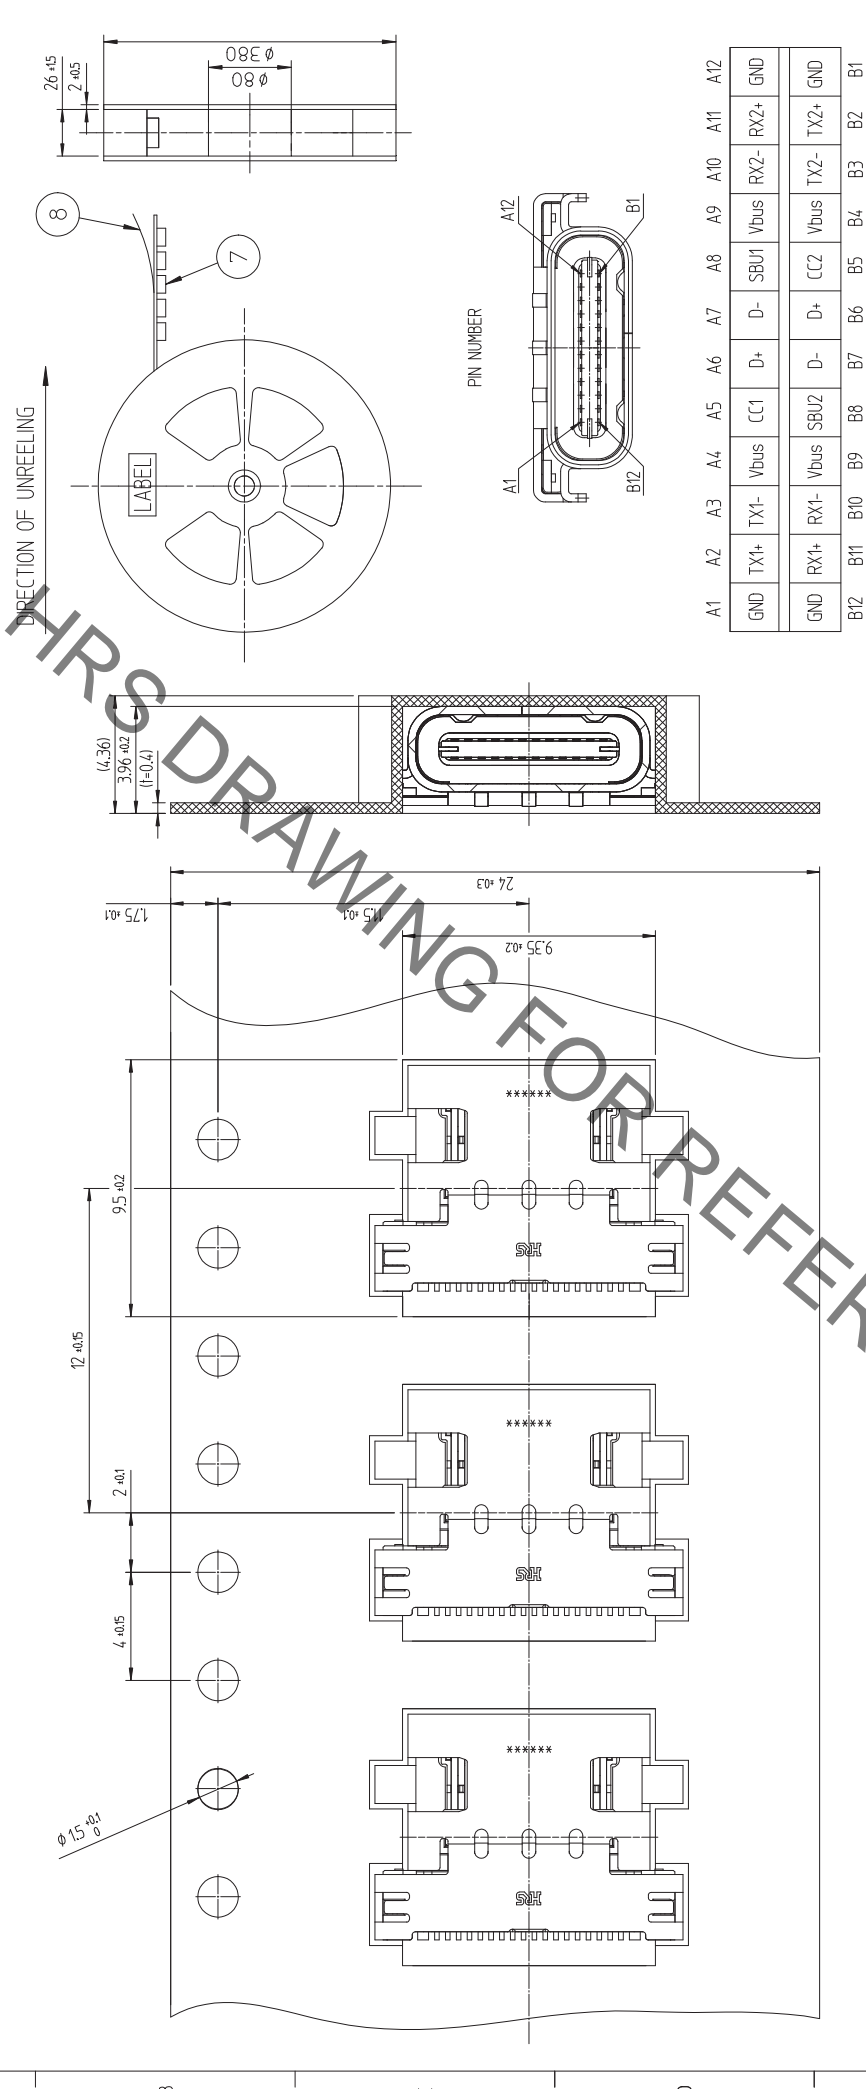 26 ±1.5
2 ±0.5
ϕ 380
ϕ 80
8
7
DIRECTION OF UNREELING
LABEL
PIN NUMBER
A12
B1
A1
B12
A1 A2 A3 A4 A5 A6 A7 A8 A9 A10 A11 A12
GND TX1+ TX1- Vbus CC1 D+ D- SBU1 Vbus RX2- RX2+ GND
GND RX1+ RX1- Vbus SBU2 D- D+ CC2 Vbus TX2- TX2+ GND
B12 B11 B10 B9 B8 B7 B6 B5 B4 B3 B2 B1
(4.36)
3.96 ±0.2
(t=0.4)
24 ±0.3
1.75 ±0.1
11.5 ±0.1
9.35 ±0.2
9.5 ±0.2
12 ±0.15
2 ±0.1
4 ±0.15
ϕ 1.5 +0.1 0
******
HRS
******
HRS
******
HRS
HRS DRAWING FOR REFER